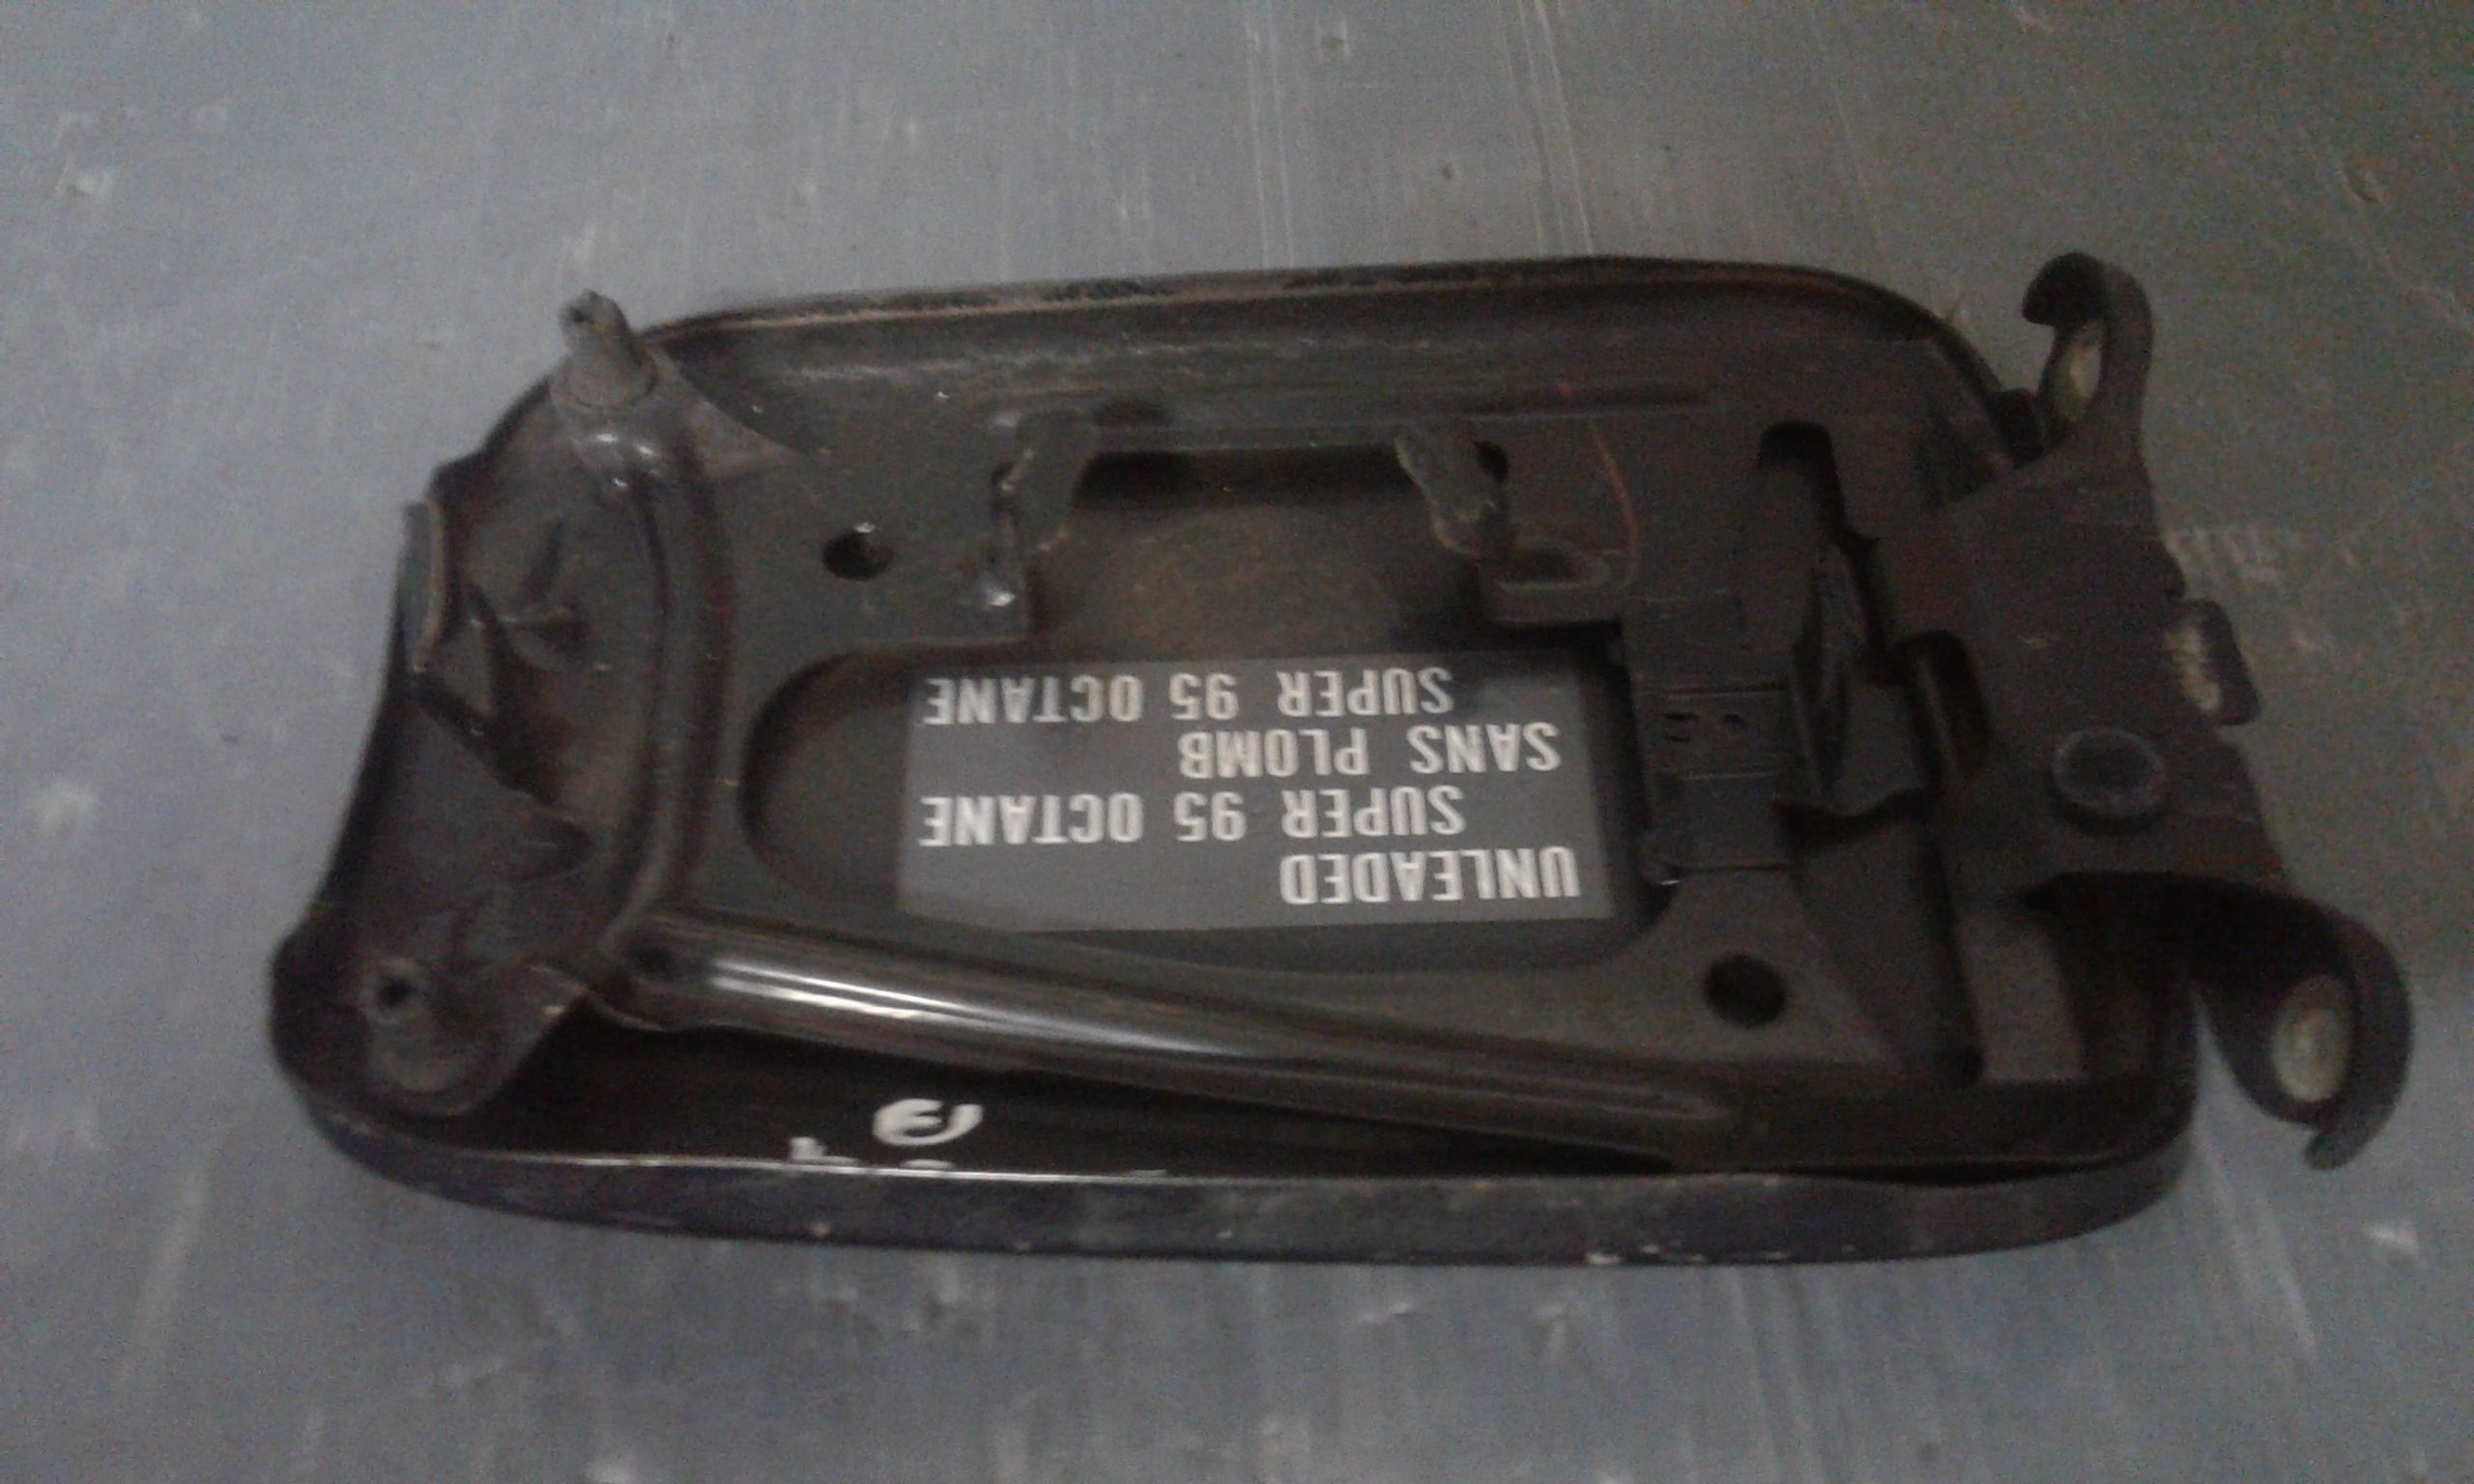 UNLEADED
SUPER 95 OCTANE
SANS PLOMB
SUPER 95 OCTANE